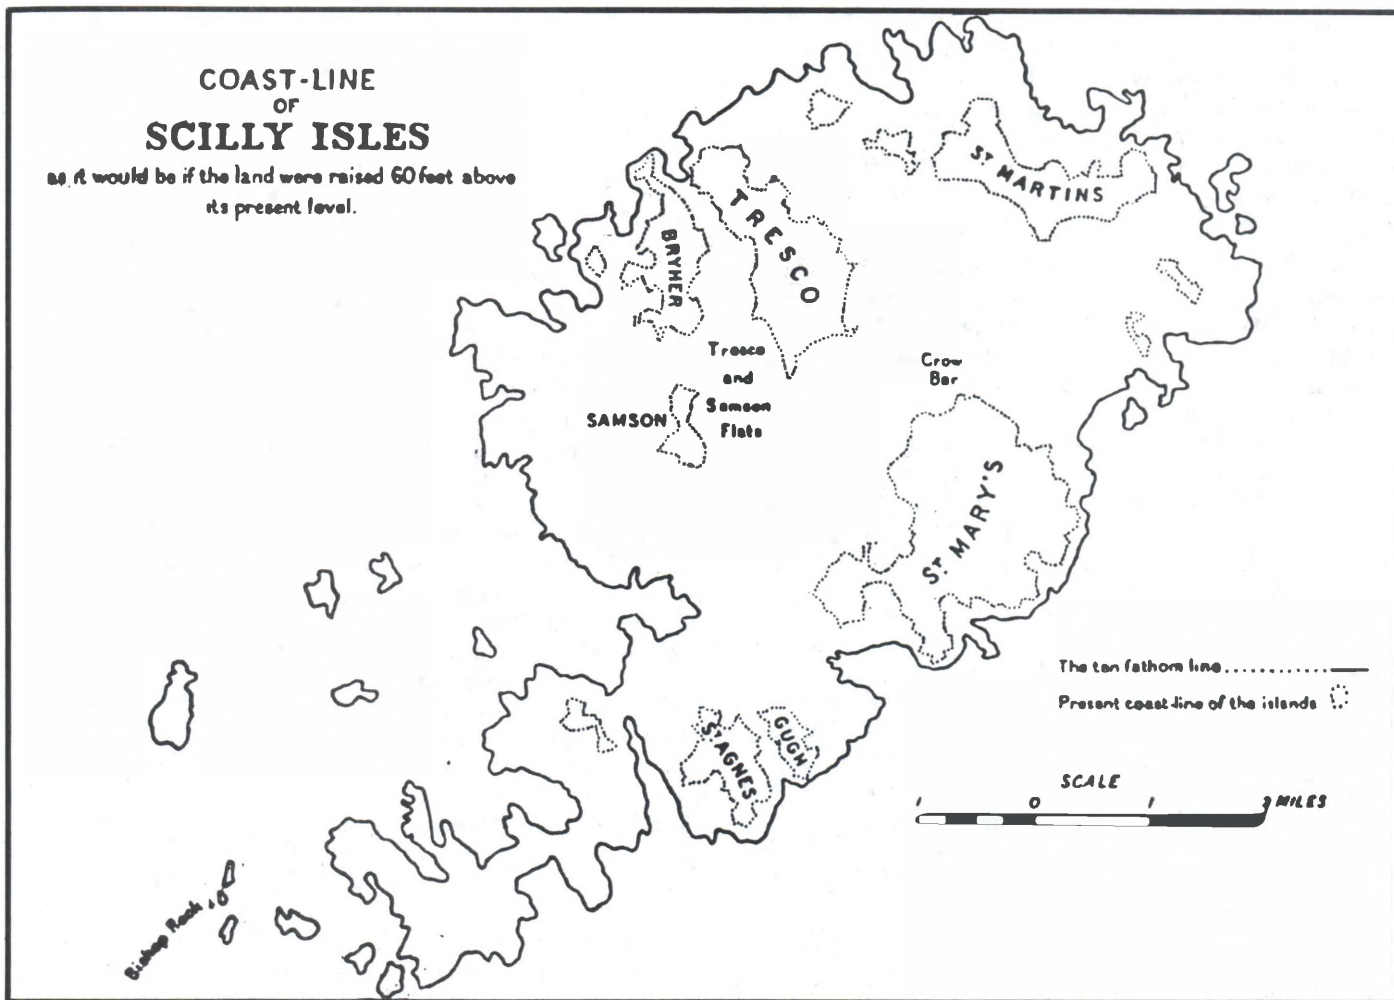 COAST-LINE
OF
SCILLY ISLES
as it would be if the land were raised 60 feet above
its present level.
ST MARTINS
TRESCO
BRYHER
Tresco
and
Samson
Flats
Crow
Bar
SAMSON
ST MARY'S
The ten fathom line
Present coast-line of the islands
GUGH
ST AGNES
SCALE
1 0 1 2 MILES
Bishop Rock